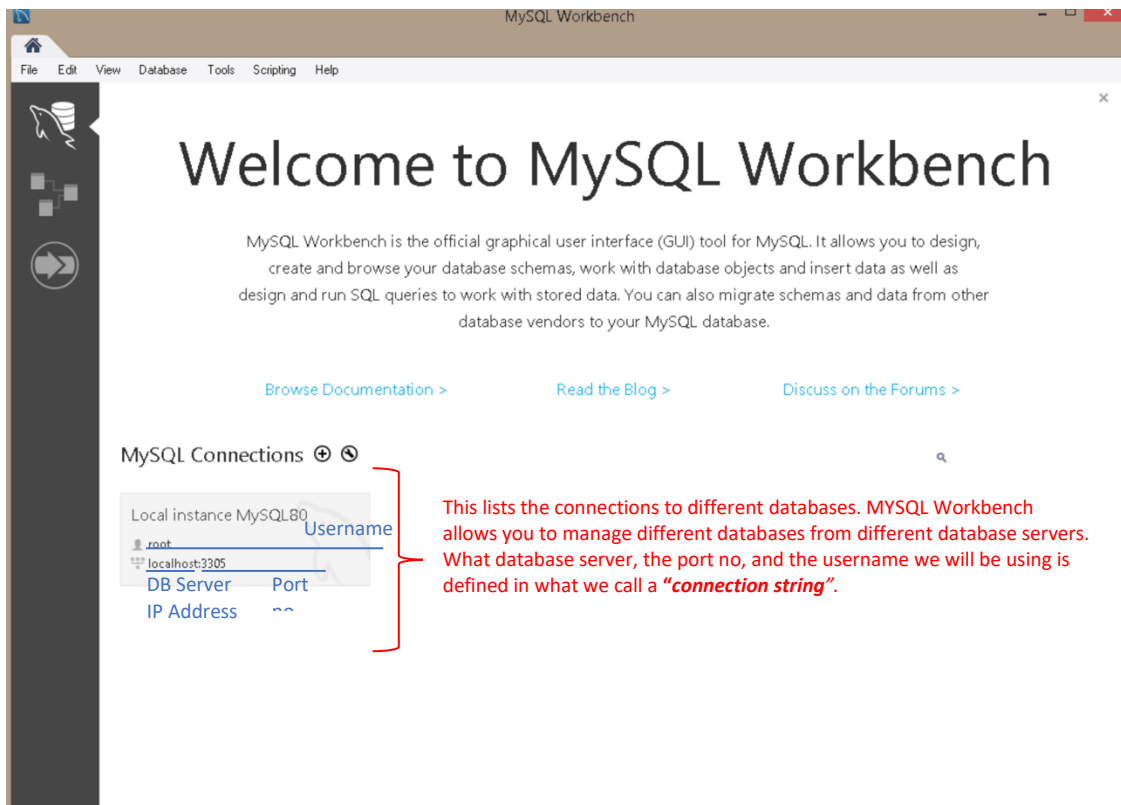 MySQL Workbench
File Edit View Database Tools Scripting Help
Welcome to MySQL Workbench
MySQL Workbench is the official graphical user interface (GUI) tool for MySQL. It allows you to design,
create and browse your database schemas, work with database objects and insert data as well as
design and run SQL queries to work with stored data. You can also migrate schemas and data from other
database vendors to your MySQL database.
Browse Documentation > Read the Blog > Discuss on the Forums >
MySQL Connections
Local instance MySQL80
Username
root
localhost:3305
DB Server Port
IP Address no
This lists the connections to different databases. MYSQL Workbench
allows you to manage different databases from different database servers.
What database server, the port no, and the username we will be using is
defined in what we call a "connection string".